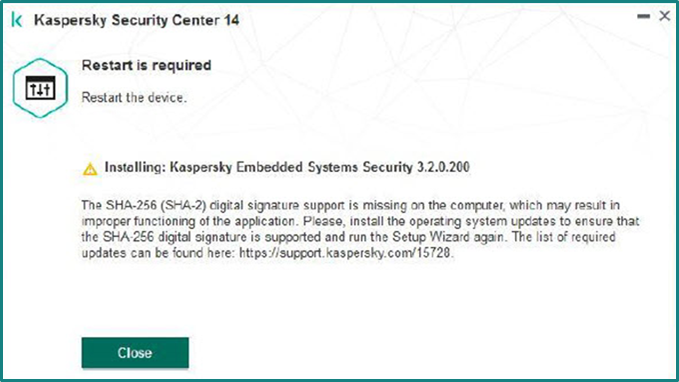 Kaspersky Security Center 14
Restart is required
Restart the device.
Installing: Kaspersky Embedded Systems Security 3.2.0.200
The SHA-256 (SHA-2) digital signature support is missing on the computer, which may result in
improper functioning of the application. Please, install the operating system updates to ensure that
the SHA-256 digital signature is supported and run the Setup Wizard again. The list of required
updates can be found here: https://support.kaspersky.com/15728.
Close